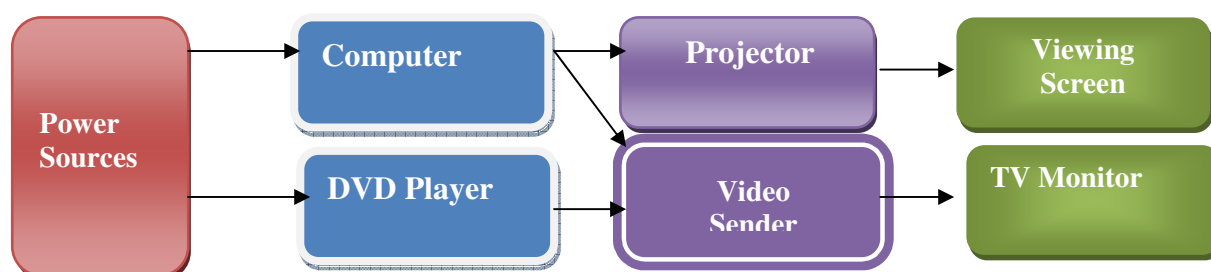 Power
Sources
Computer
DVD Player
Projector
Video
Sender
Viewing
Screen
TV Monitor